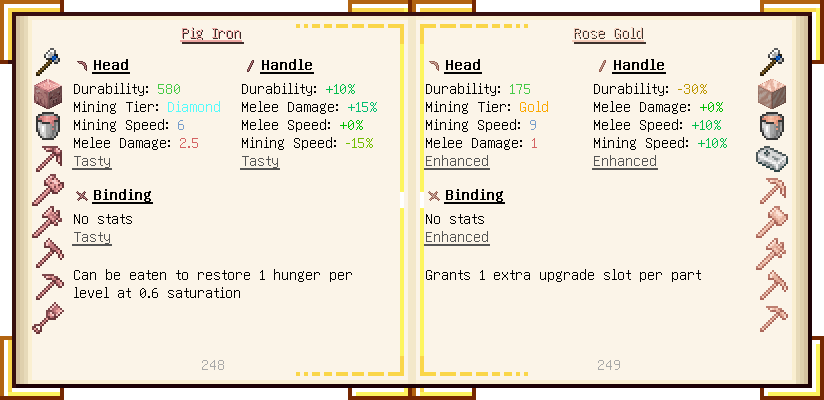 Pig Iron
Head
Durability: 580
Mining Tier: Diamond
Mining Speed: 6
Melee Damage: 2.5
Tasty
Handle
Durability: +10%
Melee Damage: +15%
Melee Speed: +0%
Mining Speed: -15%
Tasty
Binding
No stats
Tasty
Can be eaten to restore 1 hunger per
level at 0.6 saturation
248
Rose Gold
Head
Durability: 175
Mining Tier: Gold
Mining Speed: 9
Melee Damage: 1
Enhanced
Handle
Durability: -30%
Melee Damage: +0%
Melee Speed: +10%
Mining Speed: +10%
Enhanced
Binding
No stats
Enhanced
Grants 1 extra upgrade slot per part
249